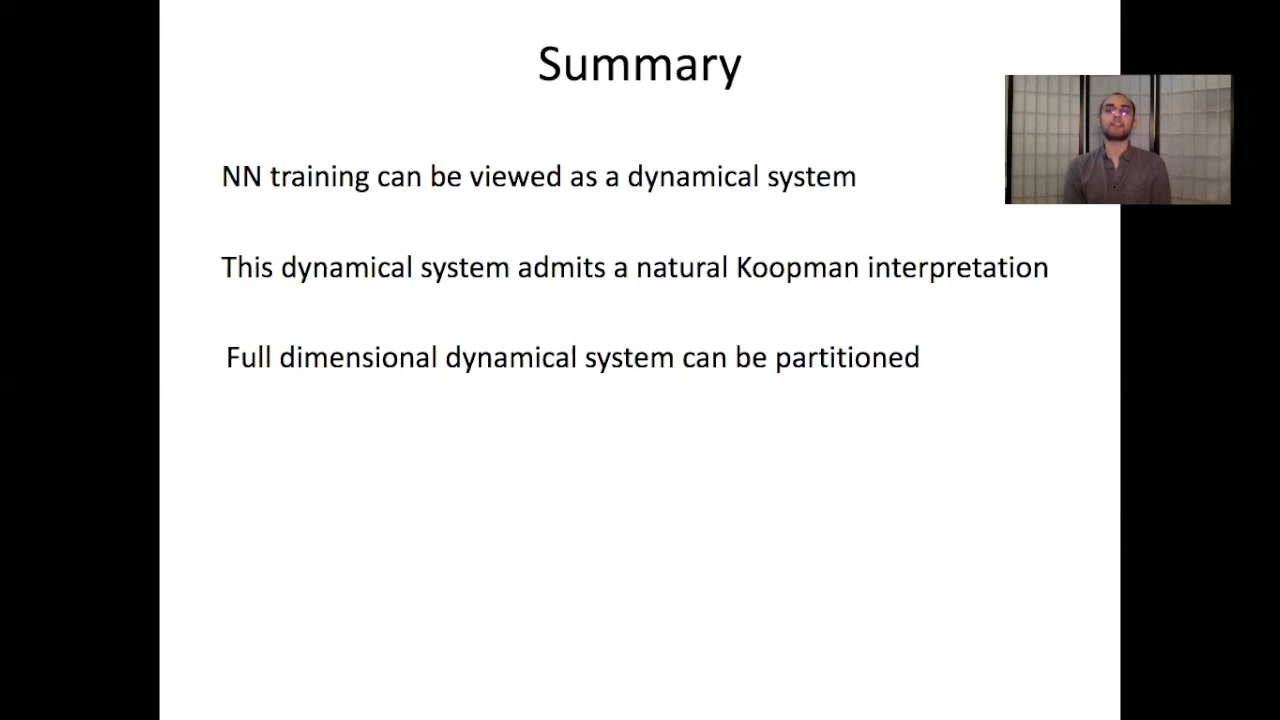 Summary
NN training can be viewed as a dynamical system
This dynamical system admits a natural Koopman interpretation
Full dimensional dynamical system can be partitioned